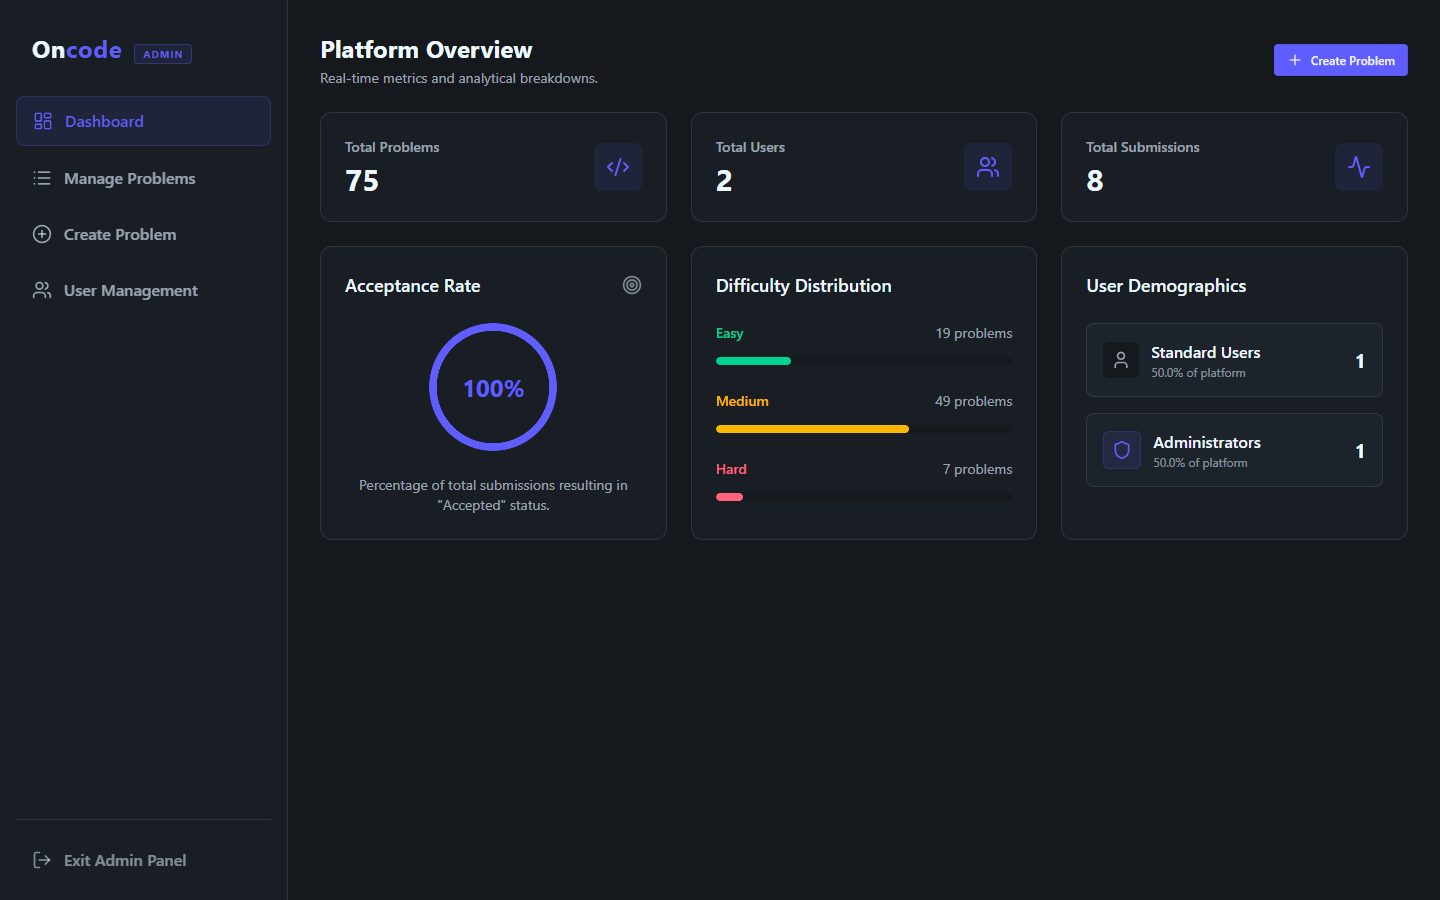 Oncode ADMIN
Dashboard
Manage Problems
Create Problem
User Management
Exit Admin Panel
Platform Overview
Real-time metrics and analytical breakdowns.
Create Problem
Total Problems
75
Total Users
2
Total Submissions
8
Acceptance Rate
100%
Percentage of total submissions resulting in
"Accepted" status.
Difficulty Distribution
Easy 19 problems
Medium 49 problems
Hard 7 problems
User Demographics
Standard Users
50.0% of platform
1
Administrators
50.0% of platform
1